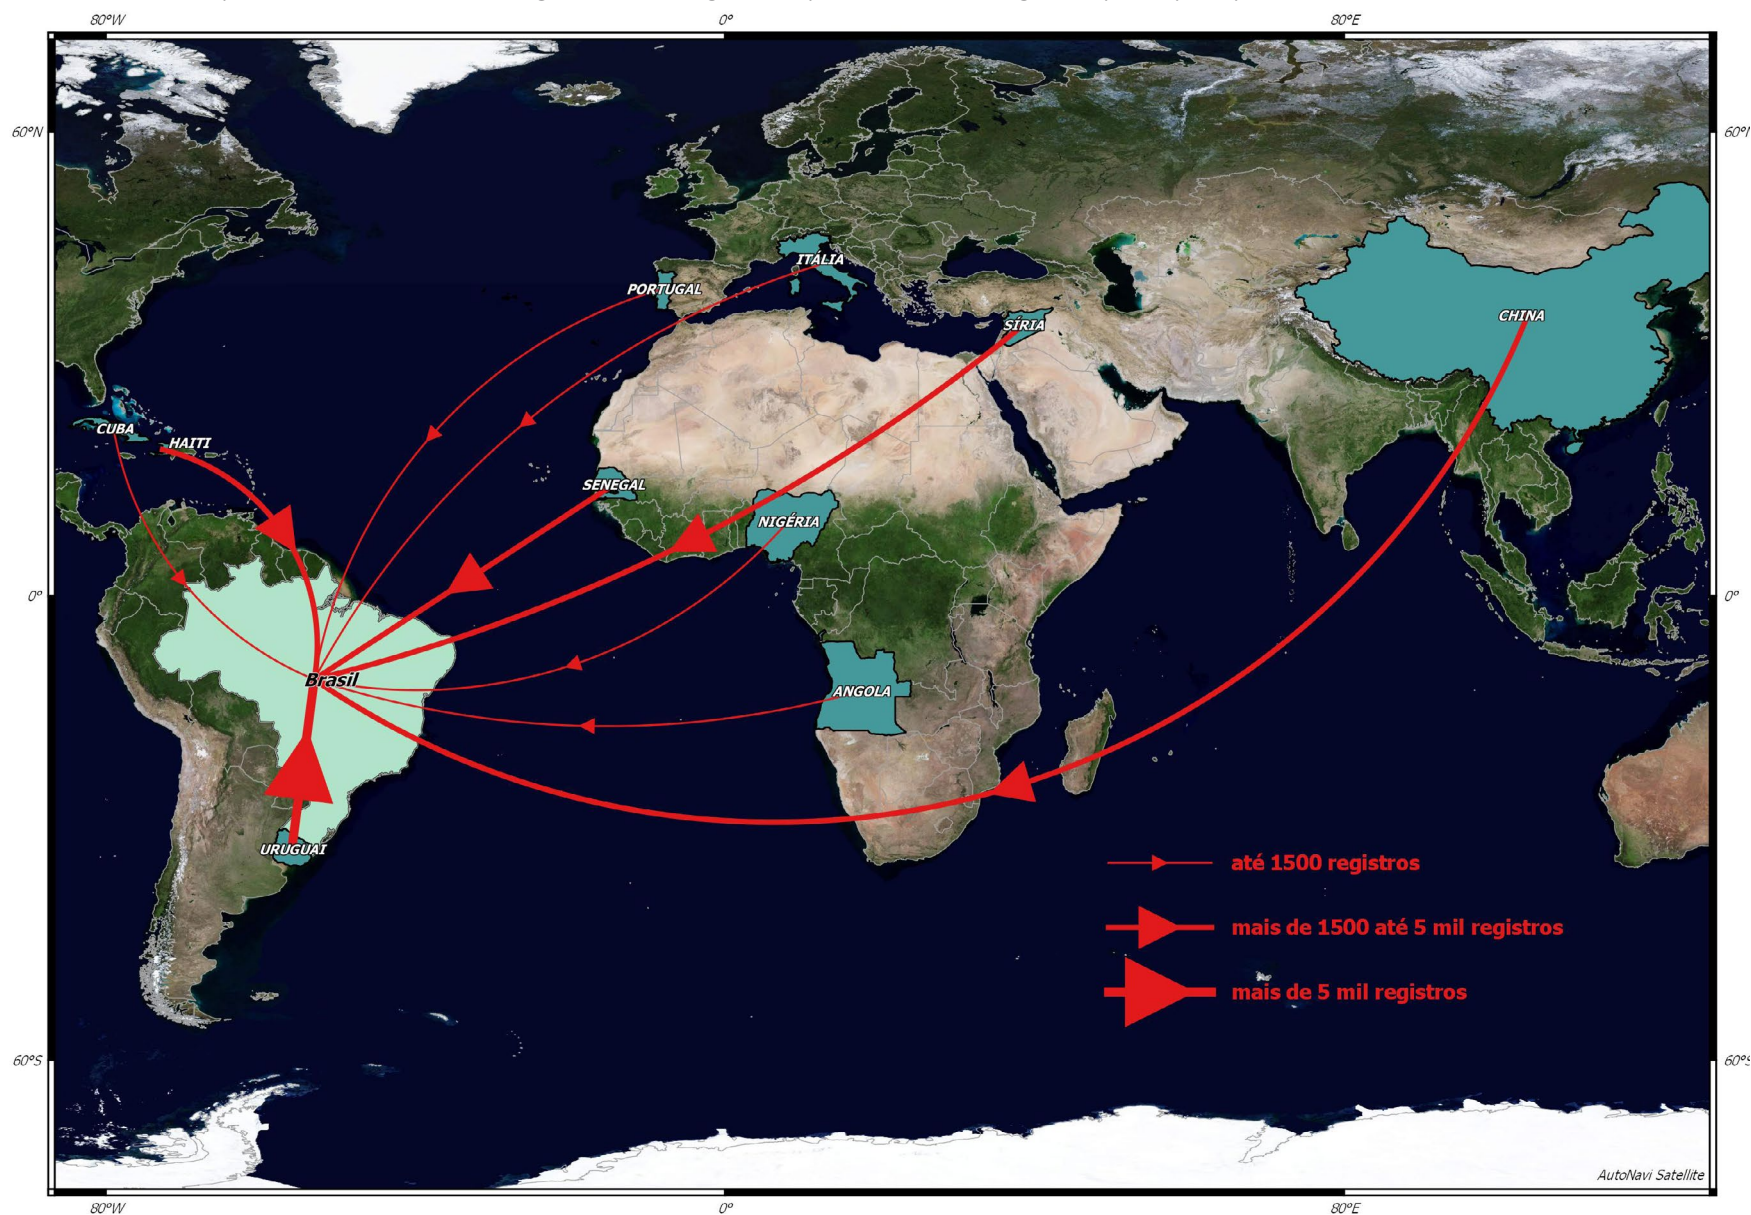 80°W 0° 80°E
60°N 60°N
ITÁLIA
PORTUGAL
CHINA
SÍRIA
CUBA
HAITI
SENEGAL
NIGÉRIA
0° 0°
Brasil
ANGOLA
URUGUAI
até 1500 registros
mais de 1500 até 5 mil registros
mais de 5 mil registros
60°S 60°S
AutoNavi Satellite
80°W 0° 80°E